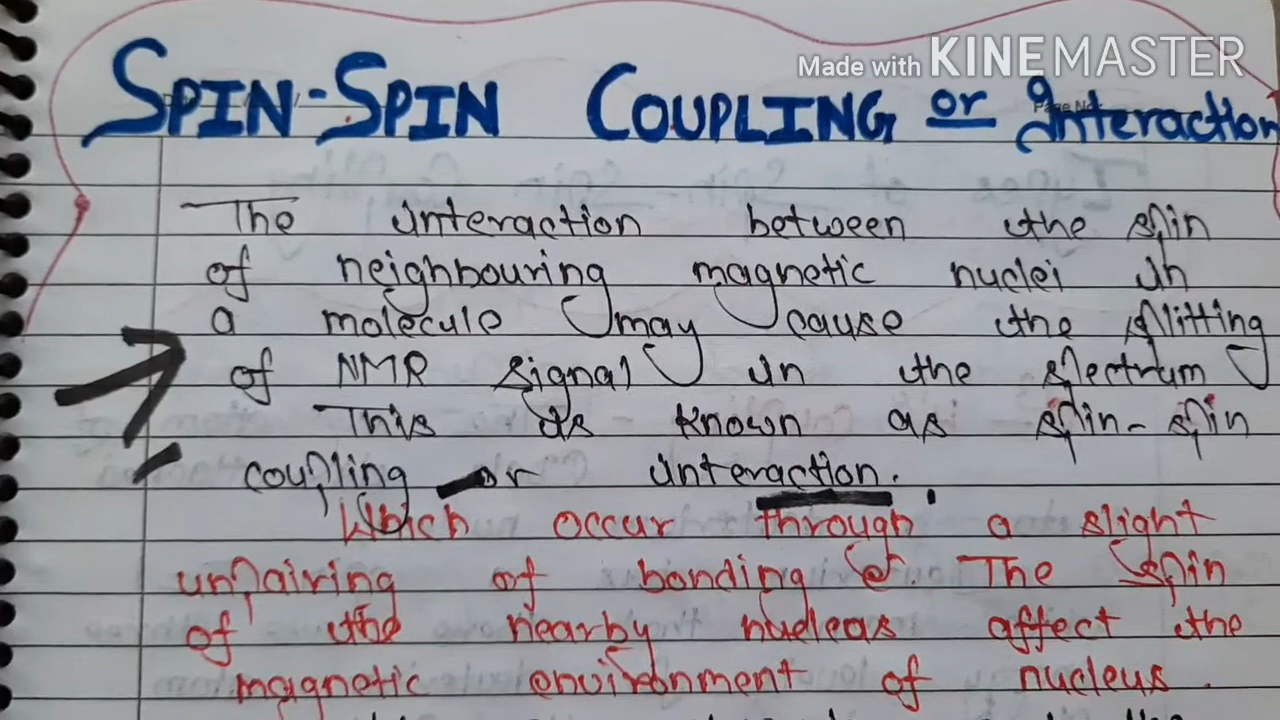 Made with KINEMASTER
SPIN-SPIN COUPLING or Interaction
The interaction between the spin
of neighbouring magnetic nuclei in
a molecule may cause the splitting
of NMR signal in the spectrum
This is known as spin-spin
coupling or interaction.
Which occur through a slight
unpairing of bonding e⁻. The spin
of the nearby nucleas affect the
magnetic environment of nucleus.